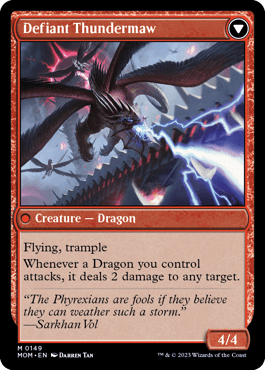 Defiant Thundermaw
Creature — Dragon
Flying, trample
Whenever a Dragon you control
attacks, it deals 2 damage to any target.
“The Phyrexians are fools if they believe
they can weather such a storm.”
—Sarkhan Vol
4/4
M 0149
MOM • EN Darren Tan
™ & © 2023 Wizards of the Coast